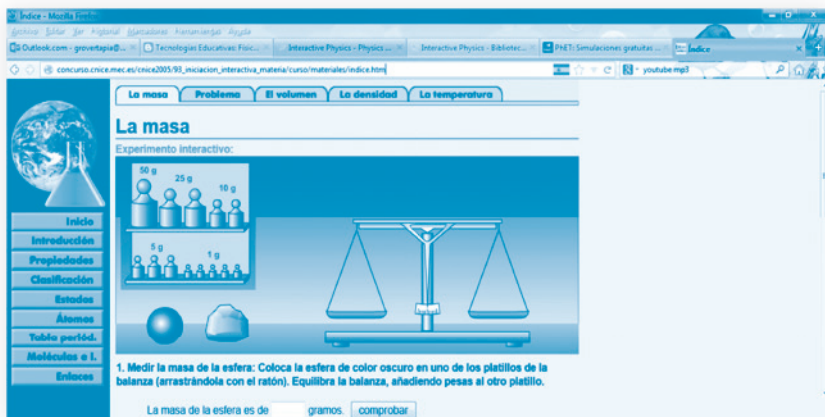 Índice - Mozilla Firefox
Archivo Editar Ver Historial Marcadores Herramientas Ayuda
Outlook.com - grovertapia@... Tecnologías Educativas: Físic... Interactive Physics - Physics ... Interactive Physics - Bibliotec... PhET: Simulaciones gratuitas ... Índice
concurso.cnice.mec.es/cnice2005/93_iniciacion_interactiva_materia/curso/materiales/indice.htm youtube mp3
La masa Problema El volumen La densidad La temperatura
La masa
Experimento interactivo:
50 g
25 g
10 g
5 g
1 g
Inicio
Introducción
Propiedades
Clasificación
Estados
Átomos
Tabla periód.
Moléculas e I.
Enlaces
1. Medir la masa de la esfera: Coloca la esfera de color oscuro en uno de los platillos de la
balanza (arrastrándola con el ratón). Equilibra la balanza, añadiendo pesas al otro platillo.
La masa de la esfera es de gramos. comprobar